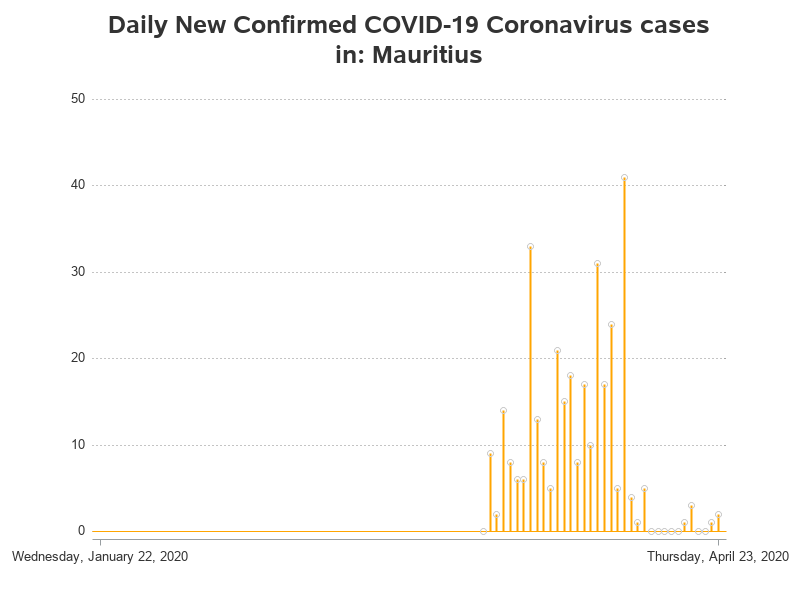 Daily New Confirmed COVID-19 Coronavirus cases
in: Mauritius
50
40
30
20
10
0
Wednesday, January 22, 2020
Thursday, April 23, 2020